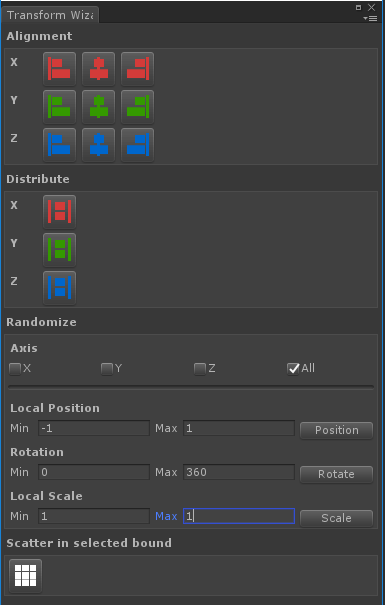 Transform Wiz
Alignment
X
Y
Z
Distribute
X
Y
Z
Randomize
Axis
X Y Z All
Local Position
Min -1 Max 1 Position
Rotation
Min 0 Max 360 Rotate
Local Scale
Min 1 Max 1 Scale
Scatter in selected bound